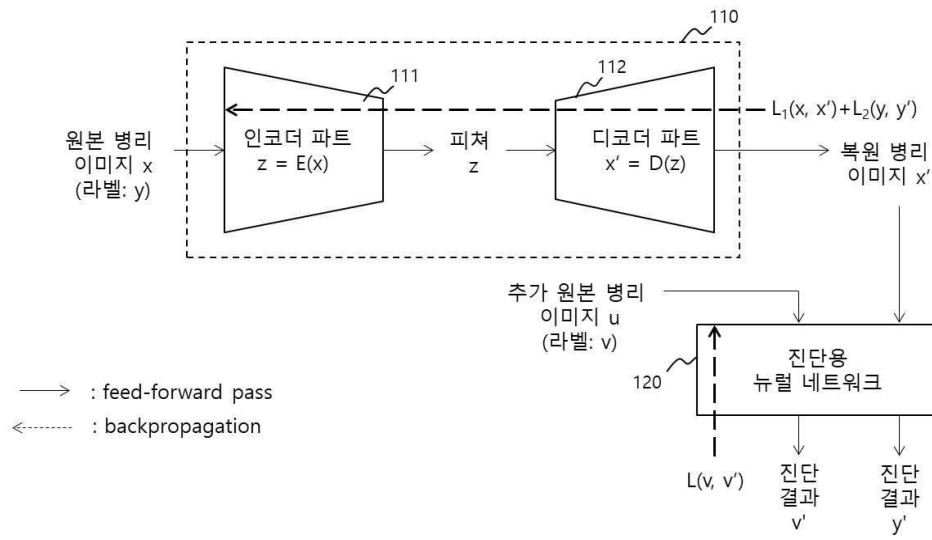 110
111
112
L₁(x, x')+L₂(y, y')
원본 병리
이미지 x
(라벨: y)
인코더 파트
z = E(x)
피쳐
z
디코더 파트
x' = D(z)
복원 병리
이미지 x'
추가 원본 병리
이미지 u
(라벨: v)
120
진단용
뉴럴 네트워크
: feed-forward pass
: backpropagation
L(v, v')
진단
결과
v'
진단
결과
y'